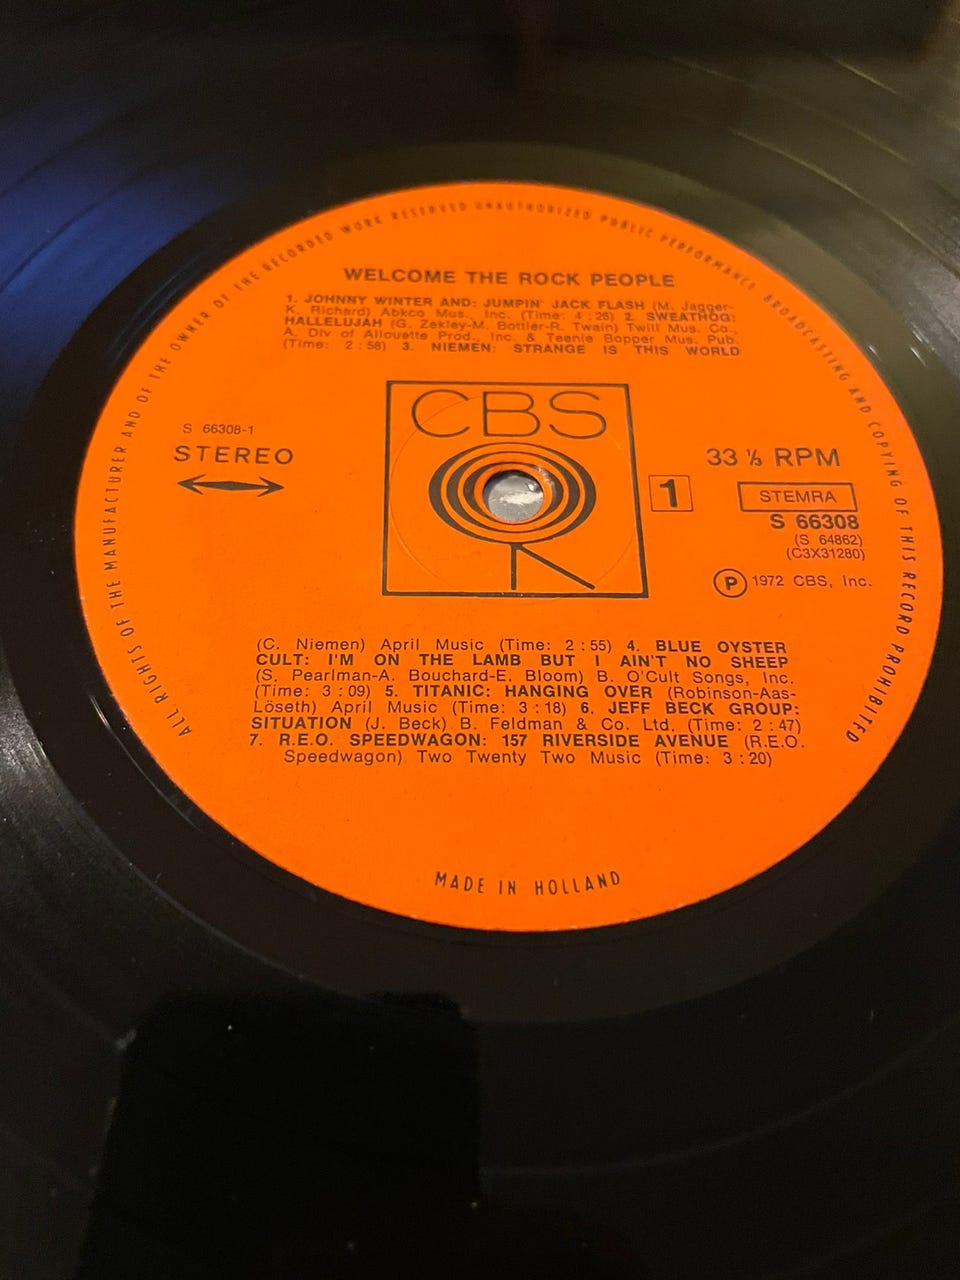 ALL RIGHTS OF THE MANUFACTURER AND OF THE OWNER OF THE RECORDED WORK RESERVED UNAUTHORIZED PUBLIC PERFORMANCE BROADCASTING AND COPYING OF THIS RECORD PROHIBITED
WELCOME THE ROCK PEOPLE
1. JOHNNY WINTER AND: JUMPIN' JACK FLASH (M. Jagger-
K. Richard) Abkco Mus., Inc. (Time: 4:26) 2. SWEATHOG:
HALLELUJAH (G. Zekley-M. Bottler-R. Twain) Twill Mus. Co.,
A. Div of Allouette Prod., Inc. & Teenie Bopper Mus. Pub.
(Time: 2:58) 3. NIEMEN: STRANGE IS THIS WORLD
CBS
S 66308-1
STEREO
33 ⅓ RPM
1
STEMRA
S 66308
(S 64862)
(C3X31280)
Ⓟ 1972 CBS, Inc.
(C. Niemen) April Music (Time: 2:55) 4. BLUE OYSTER
CULT: I'M ON THE LAMB BUT I AIN'T NO SHEEP
(S. Pearlman-A. Bouchard-E. Bloom) B. O'Cult Songs, Inc.
(Time: 3:09) 5. TITANIC: HANGING OVER (Robinson-Aas-
Löseth) April Music (Time: 3:18) 6. JEFF BECK GROUP:
SITUATION (J. Beck) B. Feldman & Co. Ltd. (Time: 2:47)
7. R.E.O. SPEEDWAGON: 157 RIVERSIDE AVENUE (R.E.O.
Speedwagon) Two Twenty Two Music (Time: 3:20)
MADE IN HOLLAND